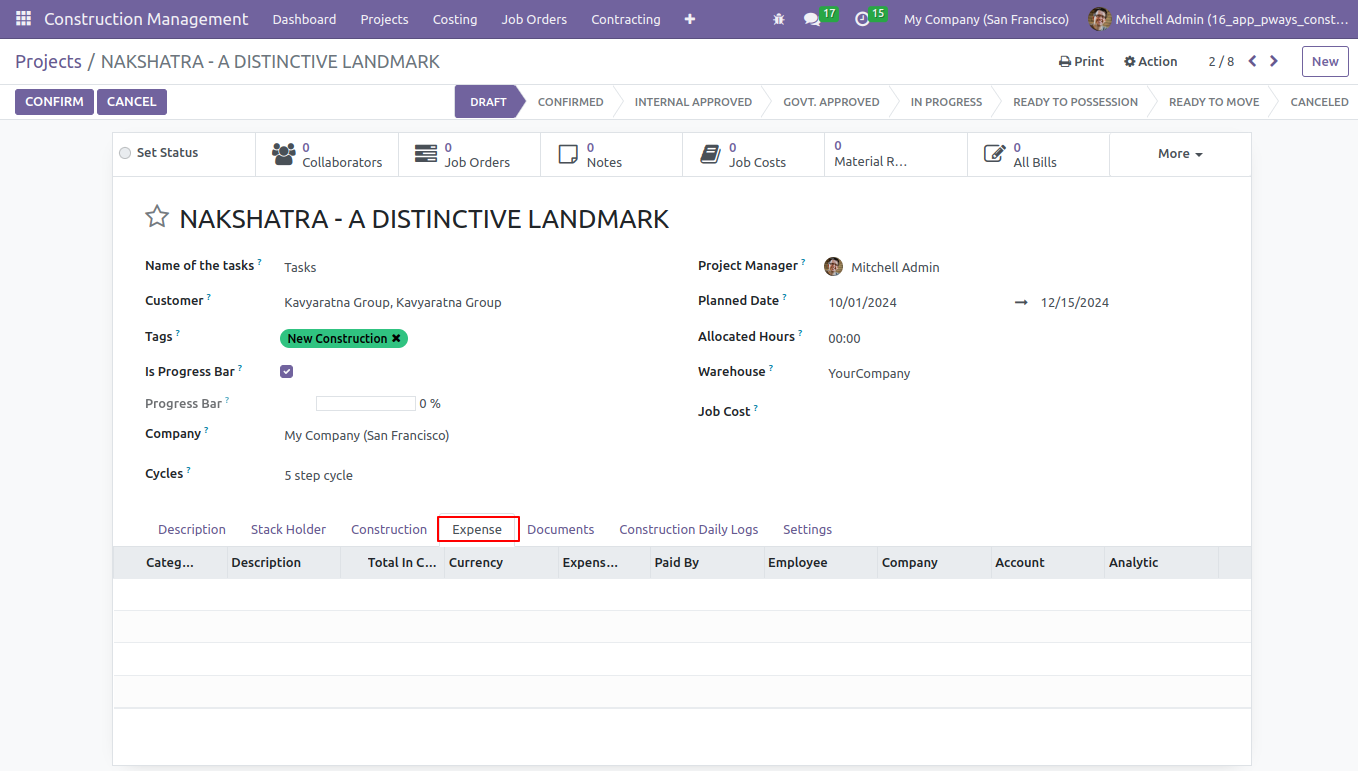 Construction Management Dashboard Projects Costing Job Orders Contracting 17 15 My Company (San Francisco) Mitchell Admin (16_app_pways_const...
Projects / NAKSHATRA - A DISTINCTIVE LANDMARK Print Action 2 / 8 New
CONFIRM CANCEL DRAFT CONFIRMED INTERNAL APPROVED GOVT. APPROVED IN PROGRESS READY TO POSSESSION READY TO MOVE CANCELED
Set Status 0 Collaborators 0 Job Orders 0 Notes 0 Job Costs 0 Material R... 0 All Bills More
NAKSHATRA - A DISTINCTIVE LANDMARK
Name of the tasks ? Tasks Project Manager ? Mitchell Admin
Customer ? Kavyaratna Group, Kavyaratna Group Planned Date ? 10/01/2024 → 12/15/2024
Tags ? New Construction ✖ Allocated Hours ? 00:00
Is Progress Bar ? Warehouse ? YourCompany
Progress Bar ? 0 % Job Cost ?
Company ? My Company (San Francisco)
Cycles ? 5 step cycle
Description Stack Holder Construction Expense Documents Construction Daily Logs Settings
Categ... Description Total In C... Currency Expens... Paid By Employee Company Account Analytic